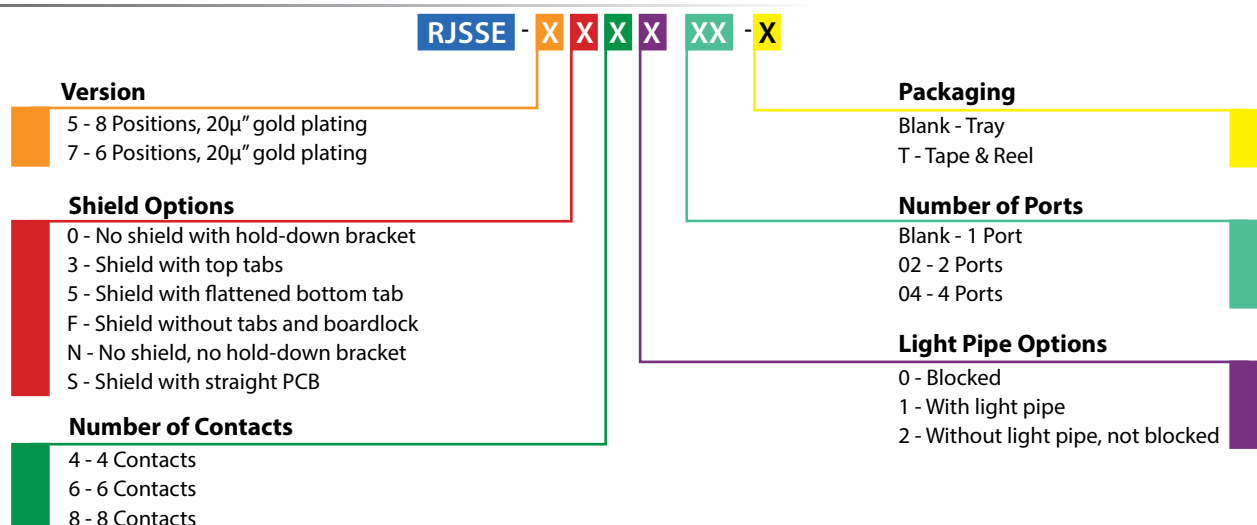 RJSSE - X X X X XX - X
Version
5 - 8 Positions, 20µ” gold plating
7 - 6 Positions, 20µ” gold plating
Shield Options
0 - No shield with hold-down bracket
3 - Shield with top tabs
5 - Shield with flattened bottom tab
F - Shield without tabs and boardlock
N - No shield, no hold-down bracket
S - Shield with straight PCB
Number of Contacts
4 - 4 Contacts
6 - 6 Contacts
8 - 8 Contacts
Packaging
Blank - Tray
T - Tape & Reel
Number of Ports
Blank - 1 Port
02 - 2 Ports
04 - 4 Ports
Light Pipe Options
0 - Blocked
1 - With light pipe
2 - Without light pipe, not blocked